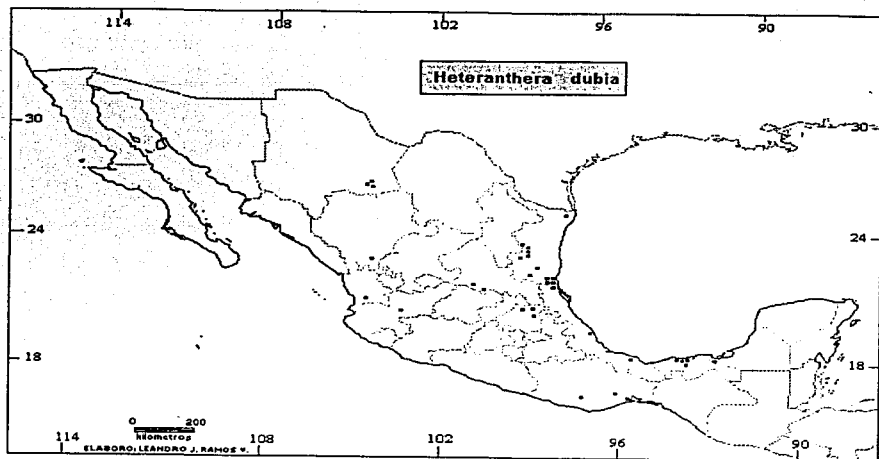 114 108 102 96 90
Heteranthera dubia
30 30
24 24
18 18
0 200
kilometros
114 108 102 96 90
ELABORO: LEANDRO J. RAMOS V.